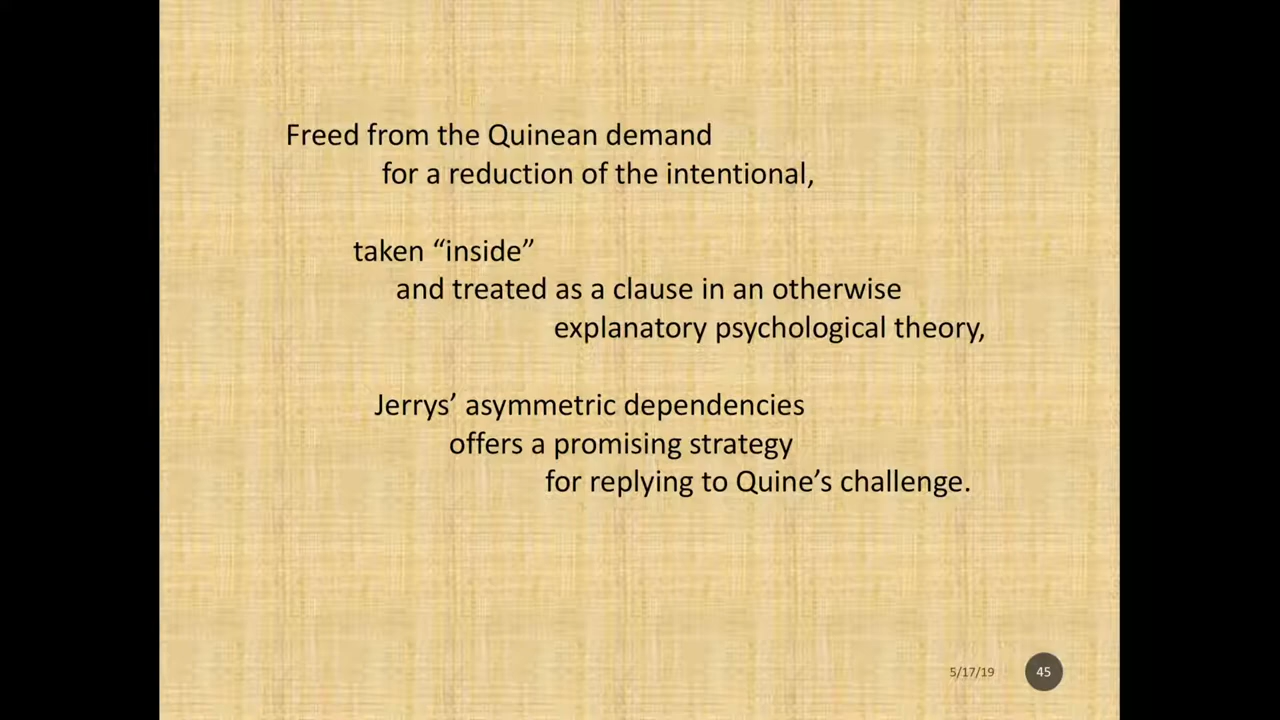 Freed from the Quinean demand
for a reduction of the intentional,
taken “inside”
and treated as a clause in an otherwise
explanatory psychological theory,
Jerrys’ asymmetric dependencies
offers a promising strategy
for replying to Quine’s challenge.
5/17/19
45